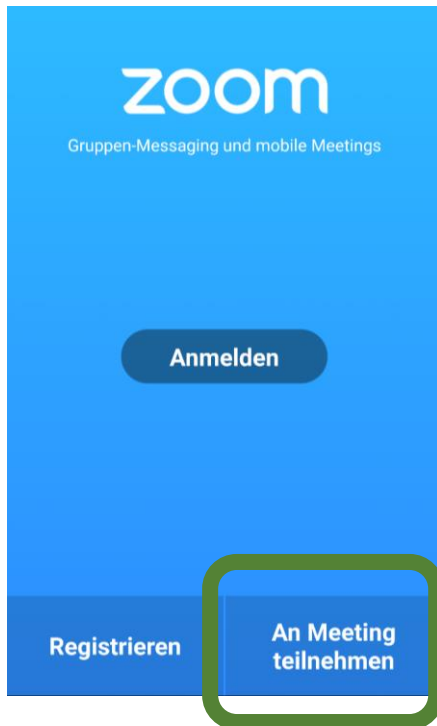 zoom
Gruppen-Messaging und mobile Meetings
Anmelden
Registrieren
An Meeting
teilnehmen